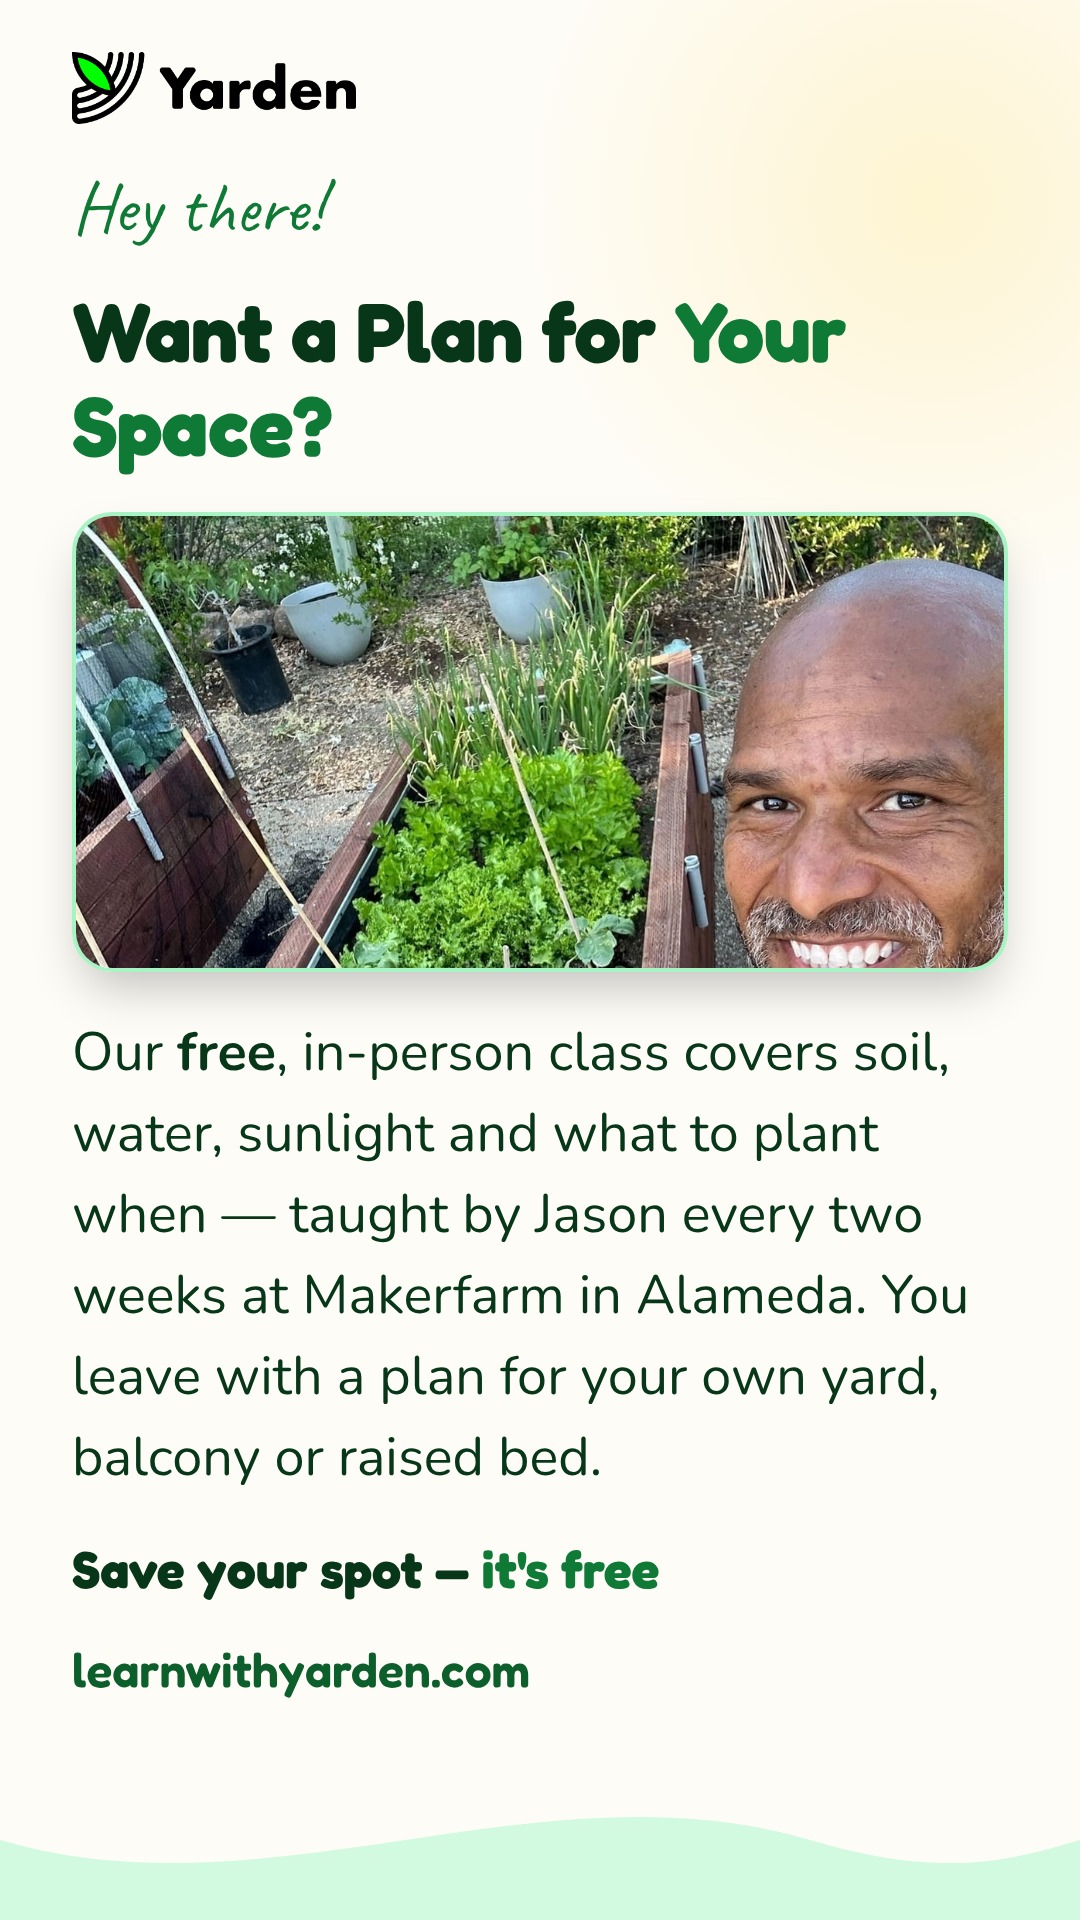 Yarden
Hey there!
Want a Plan for Your
Space?
Our free, in-person class covers soil,
water, sunlight and what to plant
when — taught by Jason every two
weeks at Makerfarm in Alameda. You
leave with a plan for your own yard,
balcony or raised bed.
Save your spot — it's free
learnwithyarden.com